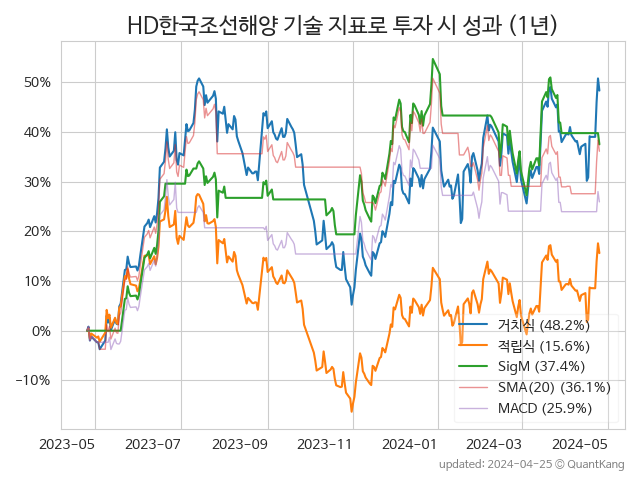 HD한국조선해양 기술 지표로 투자 시 성과 (1년)
50%
40%
30%
20%
10%
0%
−10%
거치식 (48.2%)
적립식 (15.6%)
SigM (37.4%)
SMA(20) (36.1%)
MACD (25.9%)
2023-05 2023-07 2023-09 2023-11 2024-01 2024-03 2024-05
updated: 2024-04-25 © QuantKang